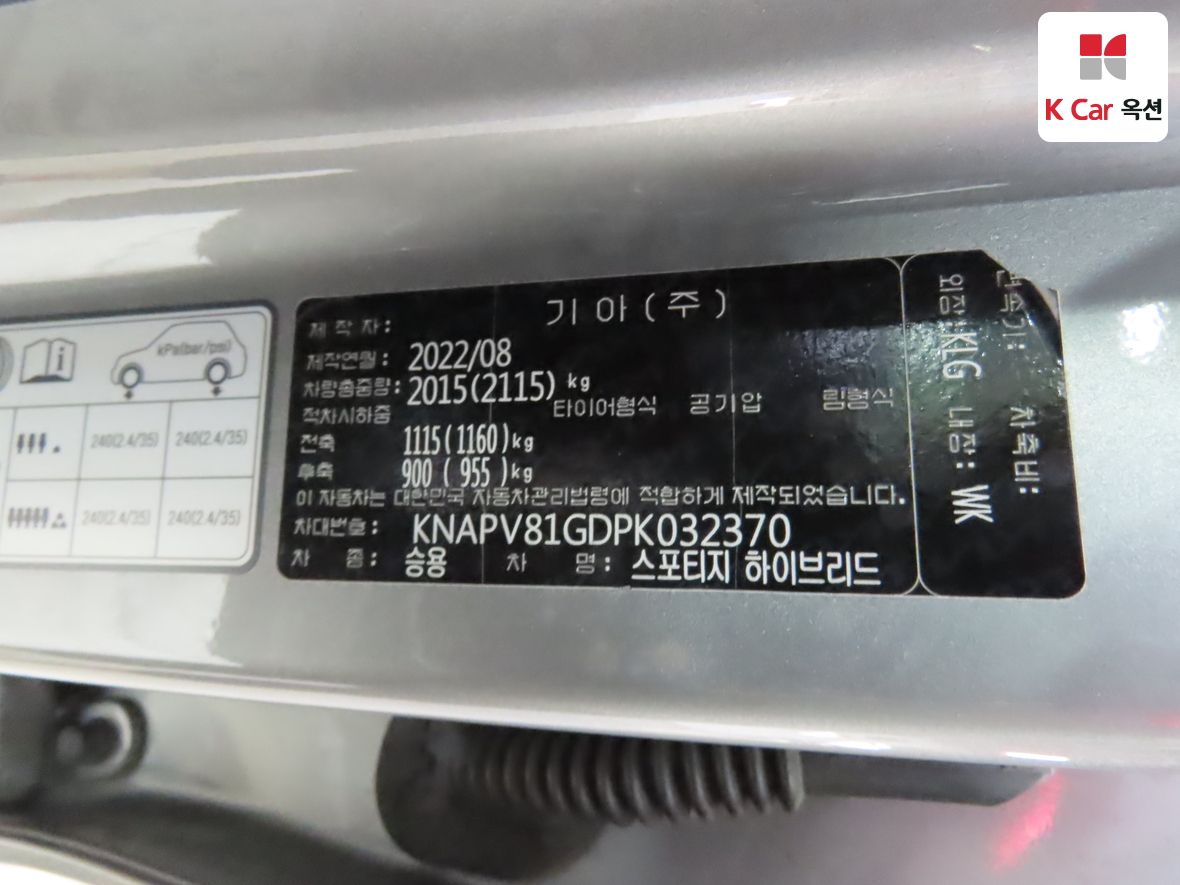 K Car 옥션
kPa(bar/psi)
240(2.4/35) 240(2.4/35)
240(2.4/35) 240(2.4/35)
제작자: 기아(주)
제작연월: 2022/08
차량총중량: 2015(2115) kg
적차시하중 타이어형식 공기압 림형식
전축 1115(1160)kg
후축 900 ( 955 )kg
이 자동차는 대한민국 자동차관리법령에 적합하게 제작되었습니다.
차대번호: KNAPV81GDPK032370
차 종: 승용 차 명: 스포티지 하이브리드
변속기: 차축비:
외장:KLG 내장: WK